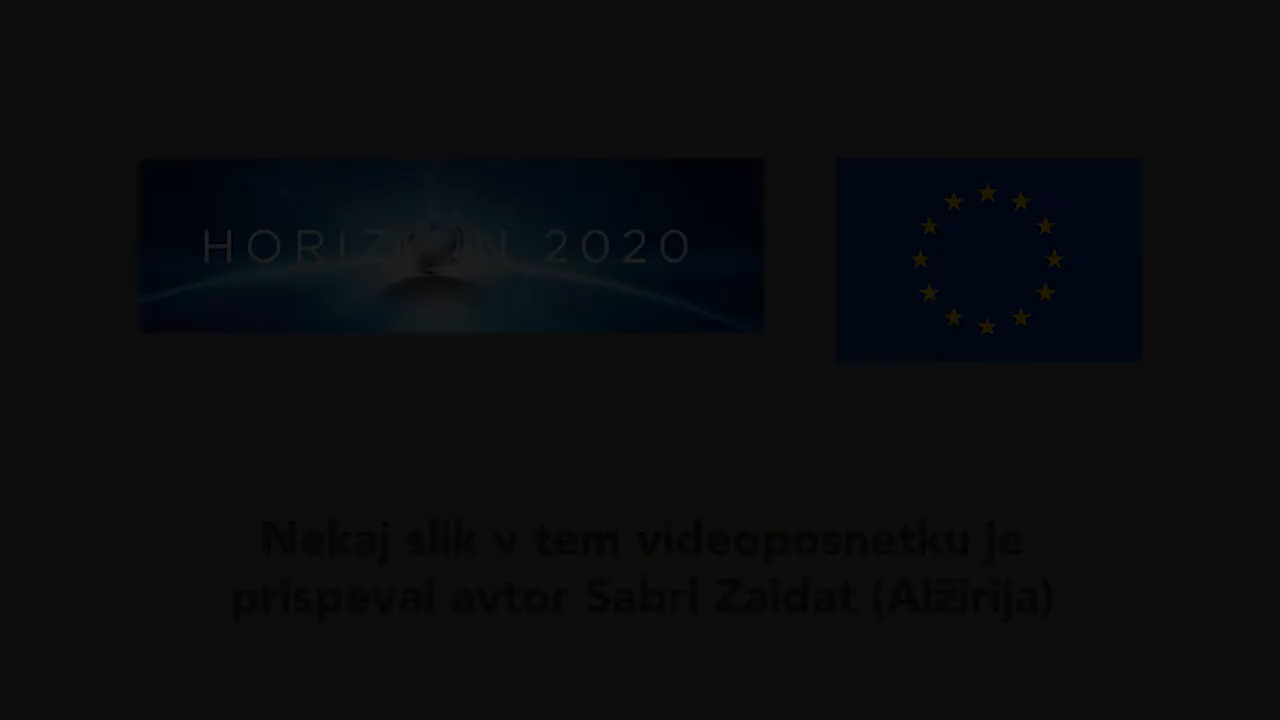 HORIZON 2020
Nekaj slik v tem videoposnetku je
prispeval avtor Sabri Zaidat (Alžirija)